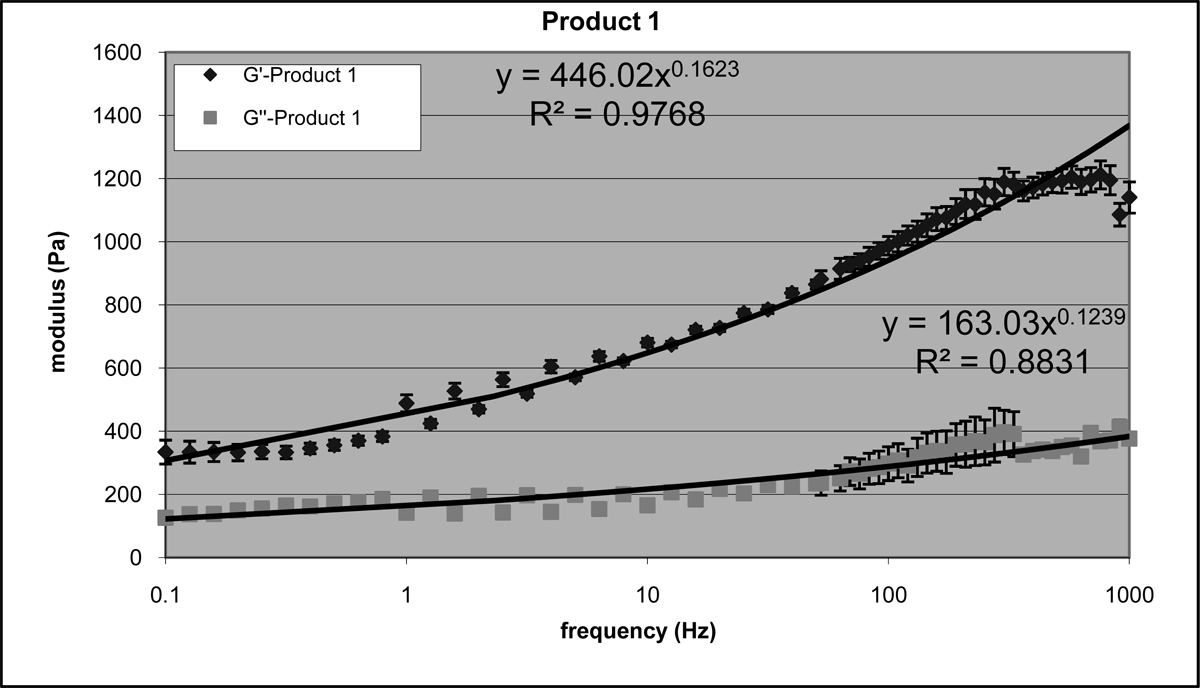 Product 1
1600
1400
1200
1000
800
600
400
200
0
modulus (Pa)
G'-Product 1
G''-Product 1
y = 446.02x^0.1623
R² = 0.9768
y = 163.03x^0.1239
R² = 0.8831
0.1 1 10 100 1000
frequency (Hz)